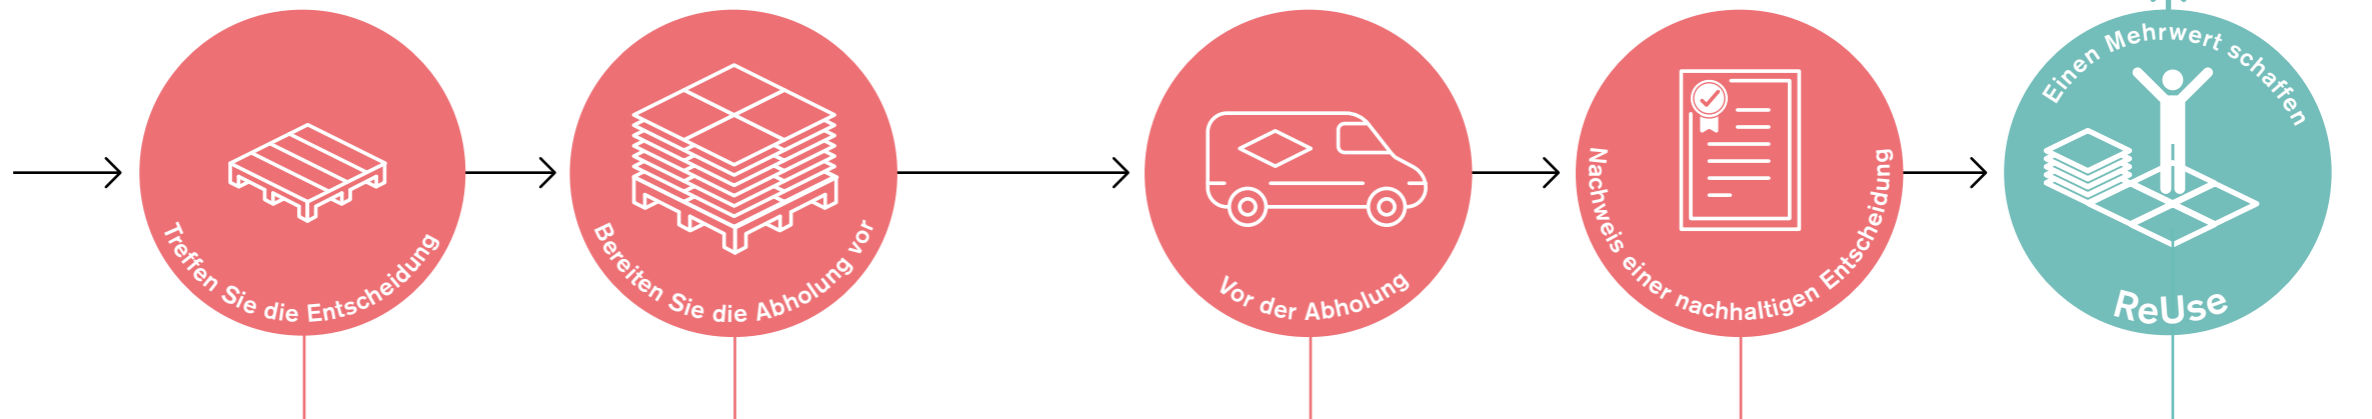 Treffen Sie die Entscheidung
Bereiten Sie die Abholung vor
Vor der Abholung
Nachweis einer nachhaltigen Entscheidung
Einen Mehrwert schaffen
ReUse